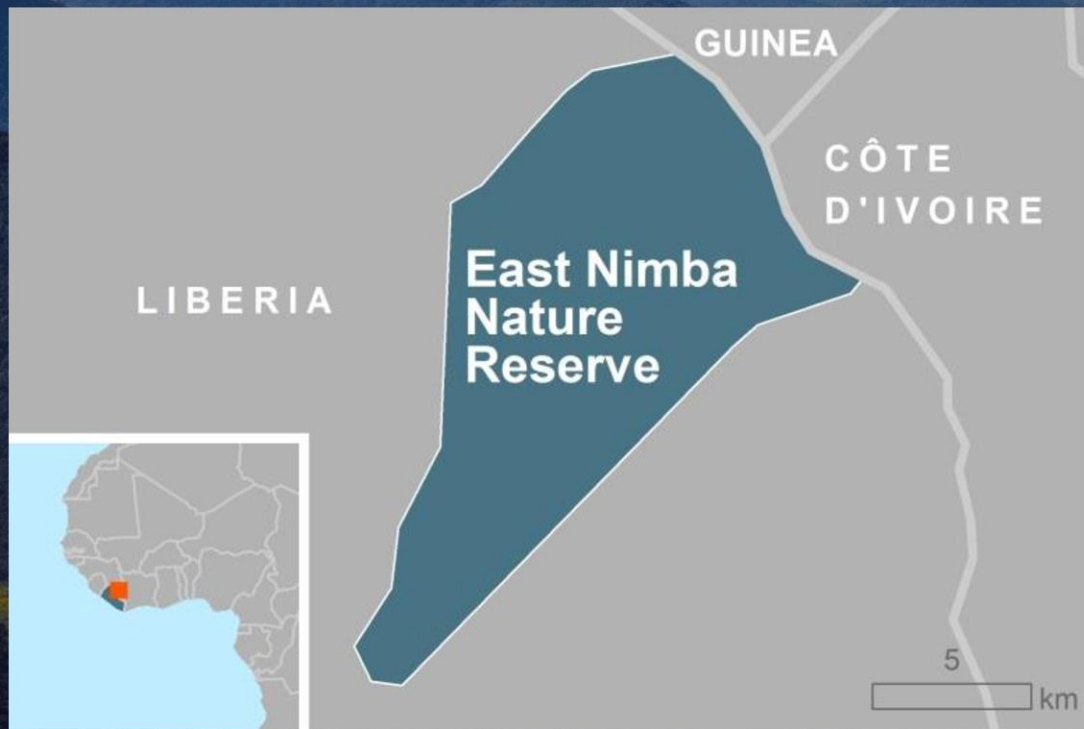 GUINEA
CÔTE
D'IVOIRE
East Nimba
Nature
Reserve
LIBERIA
5
km